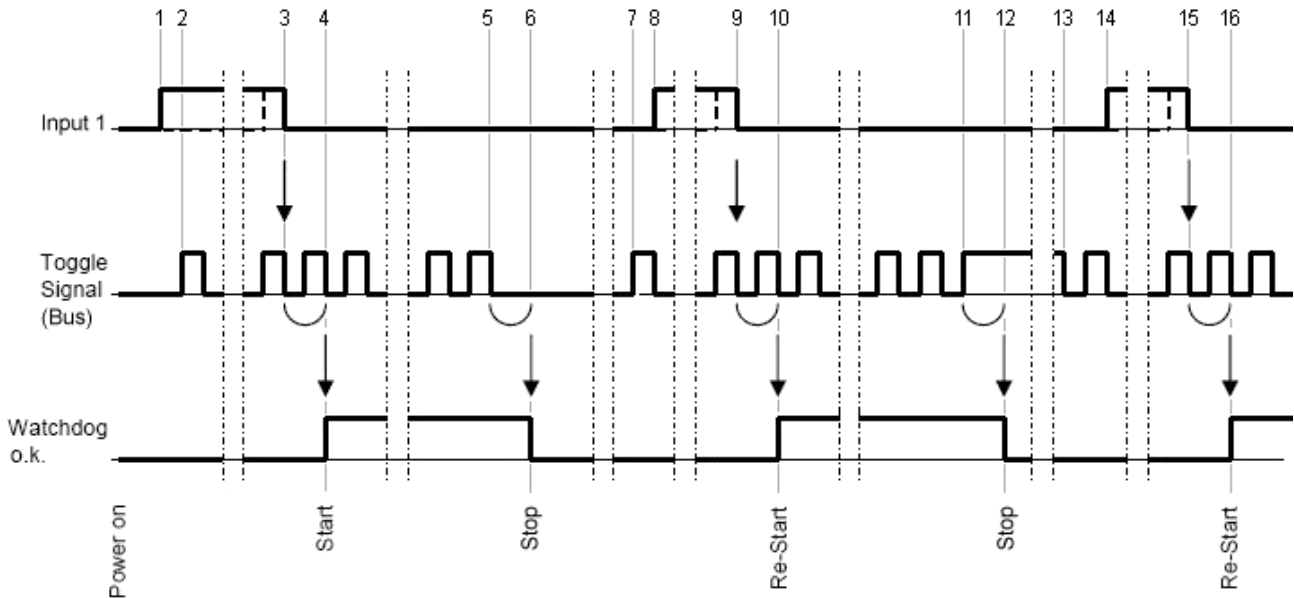 1 2 3 4 5 6 7 8 9 10 11 12 13 14 15 16
Input 1
Toggle
Signal
(Bus)
Watchdog
o.k.
Power on
Start
Stop
Re-Start
Stop
Re-Start